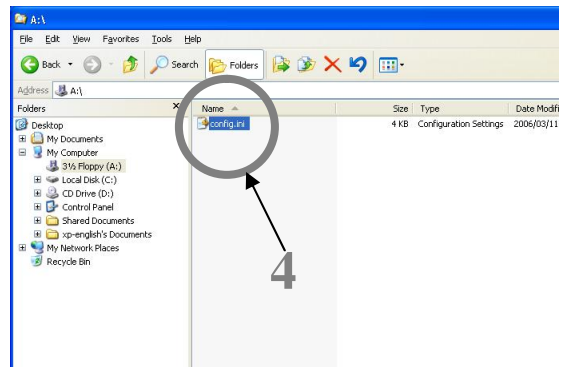 A:\
File Edit View Favorites Tools Help
Back Search Folders
Address A:\
Folders X Name Size Type Date Modifi
config.ini 4 KB Configuration Settings 2006/03/11
Desktop
My Documents
My Computer
3½ Floppy (A:)
Local Disk (C:)
CD Drive (D:)
Control Panel
Shared Documents
xp-english's Documents
My Network Places
Recycle Bin
4